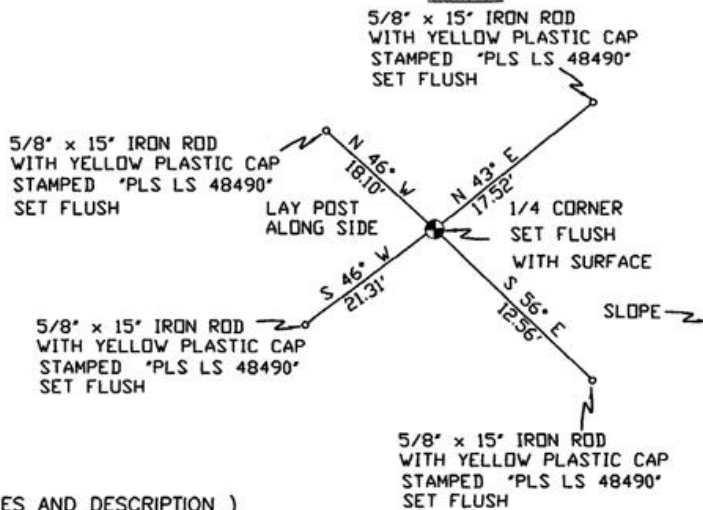 5/8" x 15" IRON ROD
WITH YELLOW PLASTIC CAP
STAMPED "PLS LS 48490"
SET FLUSH
5/8" x 15" IRON ROD
WITH YELLOW PLASTIC CAP
STAMPED "PLS LS 48490"
SET FLUSH
N 46° W
18.10'
N 43° E
17.52'
LAY POST
ALONG SIDE
1/4 CORNER
SET FLUSH
WITH SURFACE
S 46° W
21.31'
S 56° E
12.56'
SLOPE
5/8" x 15" IRON ROD
WITH YELLOW PLASTIC CAP
STAMPED "PLS LS 48490"
SET FLUSH
5/8" x 15" IRON ROD
WITH YELLOW PLASTIC CAP
STAMPED "PLS LS 48490"
SET FLUSH
ES AND DESCRIPTION )